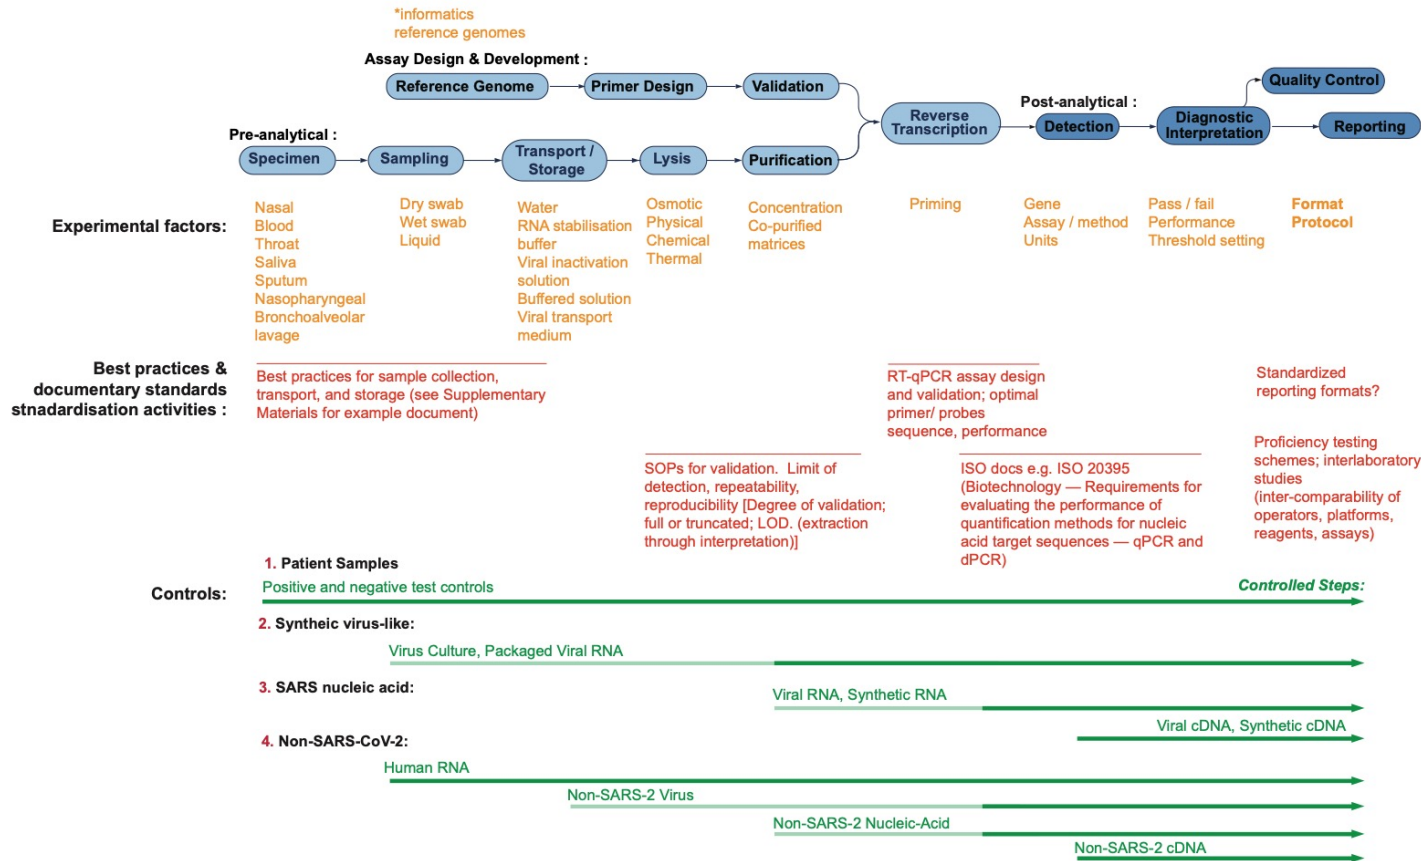 *informatics
reference genomes
Assay Design & Development :
Reference Genome
Primer Design
Validation
Quality Control
Post-analytical :
Reverse
Transcription
Detection
Diagnostic
Interpretation
Reporting
Pre-analytical :
Specimen
Sampling
Transport /
Storage
Lysis
Purification
Experimental factors:
Nasal
Blood
Throat
Saliva
Sputum
Nasopharyngeal
Bronchoalveolar
lavage
Dry swab
Wet swab
Liquid
Water
RNA stabilisation
buffer
Viral inactivation
solution
Buffered solution
Viral transport
medium
Osmotic
Physical
Chemical
Thermal
Concentration
Co-purified
matrices
Priming
Gene
Assay / method
Units
Pass / fail
Performance
Threshold setting
Format
Protocol
Best practices &
documentary standards
stnadardisation activities :
Best practices for sample collection,
transport, and storage (see Supplementary
Materials for example document)
RT-qPCR assay design
and validation; optimal
primer/ probes
sequence, performance
Standardized
reporting formats?
SOPs for validation. Limit of
detection, repeatability,
reproducibility [Degree of validation;
full or truncated; LOD. (extraction
through interpretation)]
ISO docs e.g. ISO 20395
(Biotechnology — Requirements for
evaluating the performance of
quantification methods for nucleic
acid target sequences — qPCR and
dPCR)
Proficiency testing
schemes; interlaboratory
studies
(inter-comparability of
operators, platforms,
reagents, assays)
Controls:
1. Patient Samples
Positive and negative test controls
Controlled Steps:
2. Syntheic virus-like:
Virus Culture, Packaged Viral RNA
3. SARS nucleic acid:
Viral RNA, Synthetic RNA
Viral cDNA, Synthetic cDNA
4. Non-SARS-CoV-2:
Human RNA
Non-SARS-2 Virus
Non-SARS-2 Nucleic-Acid
Non-SARS-2 cDNA